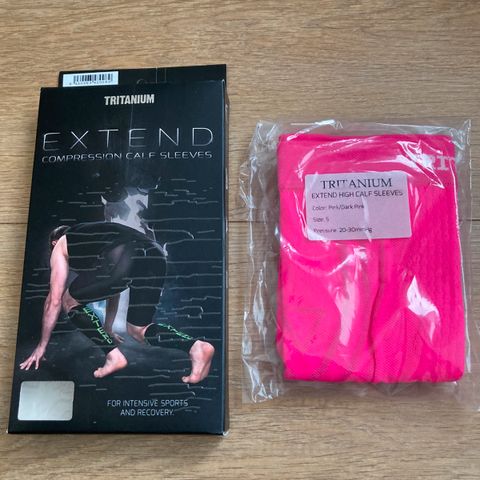 TRITANIUM
EXTEND
COMPRESSION CALF SLEEVES
FOR INTENSIVE SPORTS
AND RECOVERY.
TRITANIUM
EXTEND HIGH CALF SLEEVES
Color: Pink/Dark Pink
Size: S
Pressure: 20-30mmHg